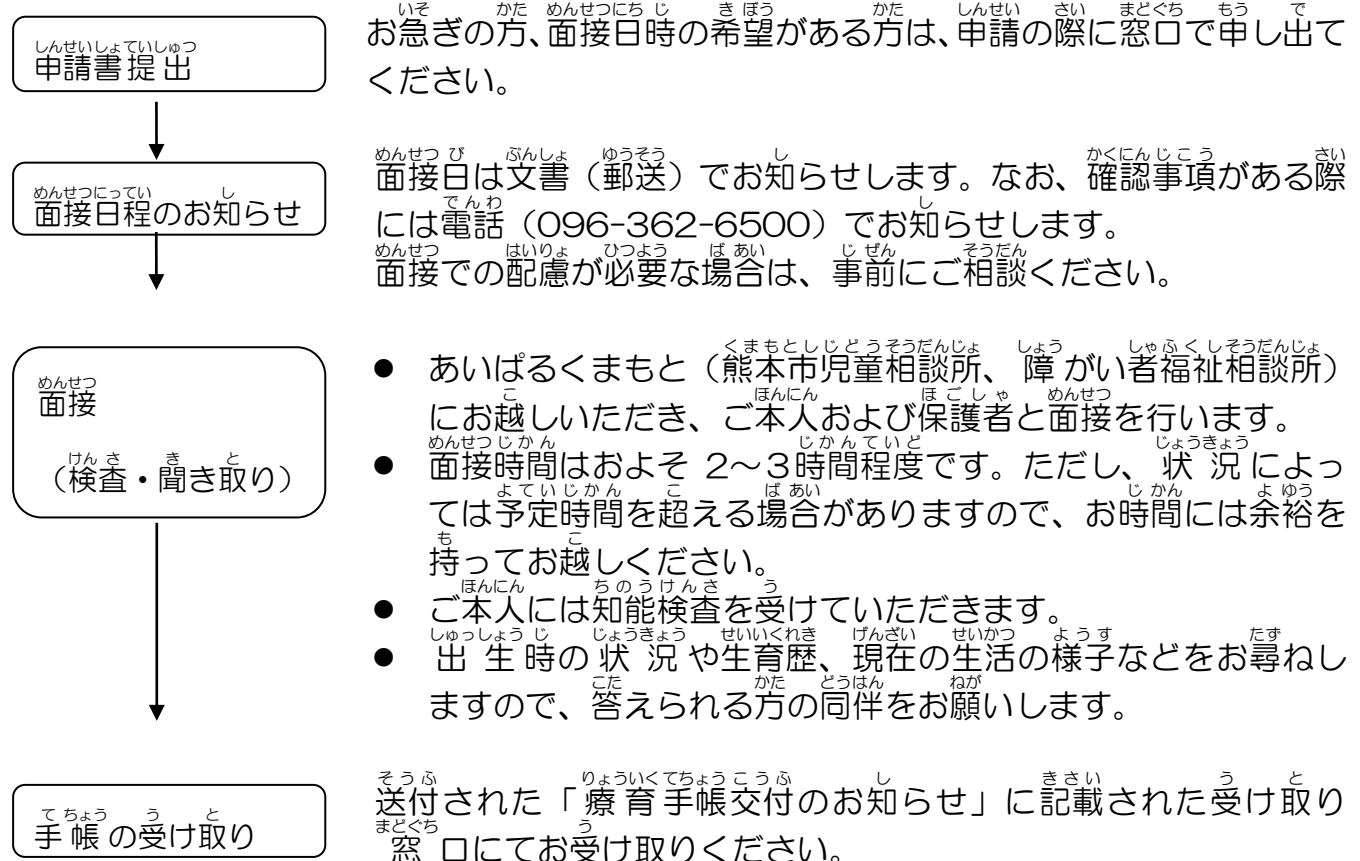 申請書提出
お急ぎの方、面接日時の希望がある方は、申請の際に窓口で申し出て
ください。
面接日程のお知らせ
面接日は文書（郵送）でお知らせします。なお、確認事項がある際
には電話（096-362-6500）でお知らせします。
面接での配慮が必要な場合は、事前にご相談ください。
面接
（検査・聞き取り）
● あいぱるくまもと（熊本市児童相談所、障がい者福祉相談所）
にお越しいただき、ご本人および保護者と面接を行います。
● 面接時間はおよそ 2～3時間程度です。ただし、状況によっ
ては予定時間を超える場合がありますので、お時間には余裕を
持ってお越しください。
● ご本人には知能検査を受けていただきます。
● 出生時の状況や生育歴、現在の生活の様子などをお尋ねし
ますので、答えられる方の同伴をお願いします。
手帳の受け取り
送付された「療育手帳交付のお知らせ」に記載された受け取り
窓口にてお受け取りください。